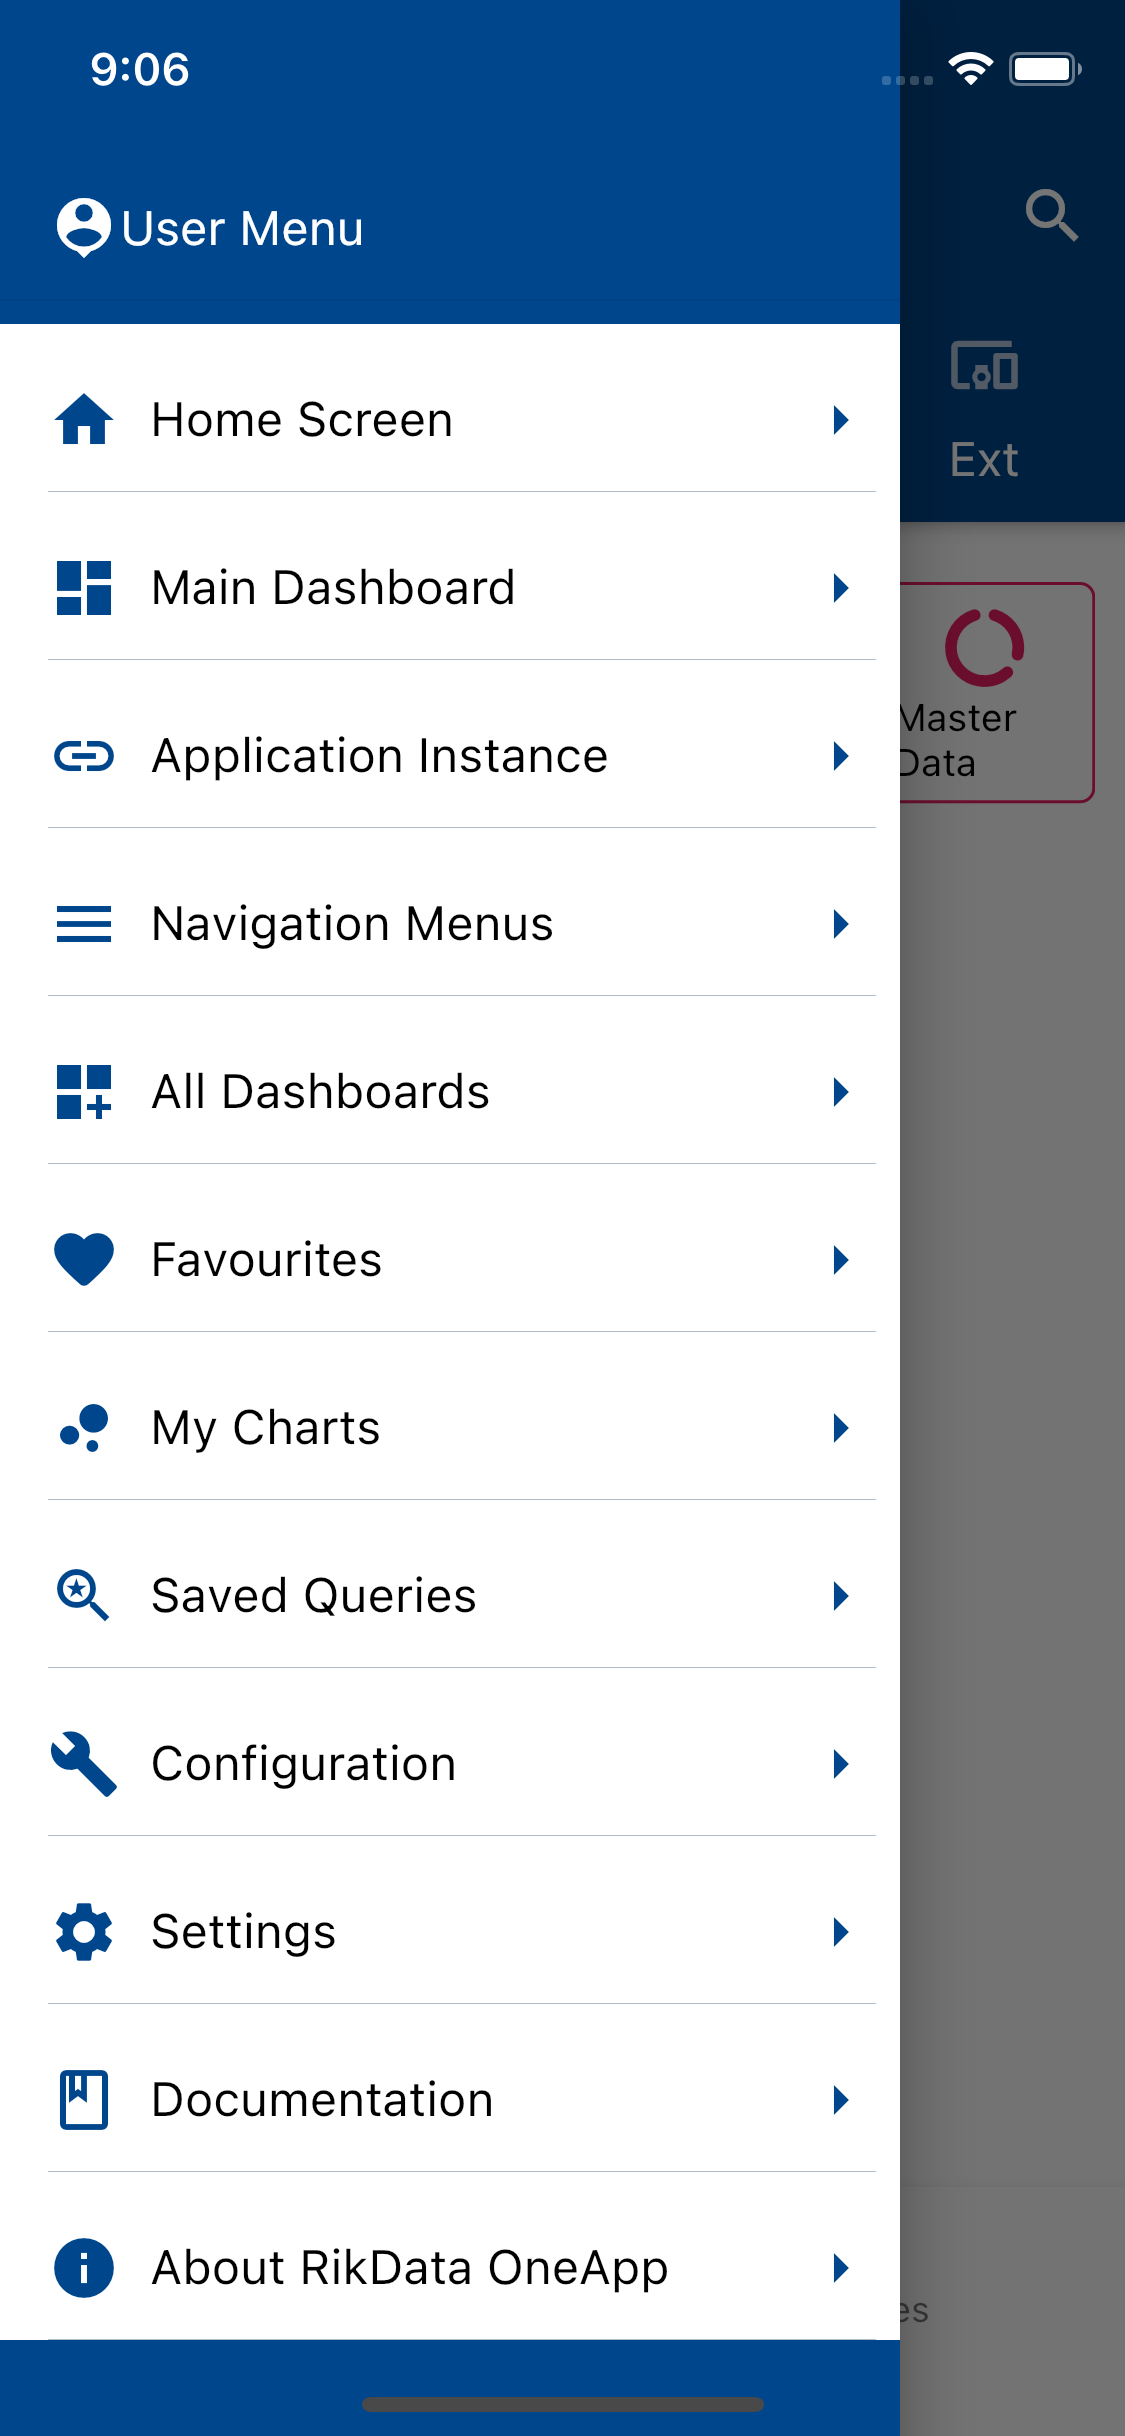 9:06
User Menu
Ext
Home Screen
Main Dashboard
Master
Data
Application Instance
Navigation Menus
All Dashboards
Favourites
My Charts
Saved Queries
Configuration
Settings
Documentation
About RikData OneApp
es